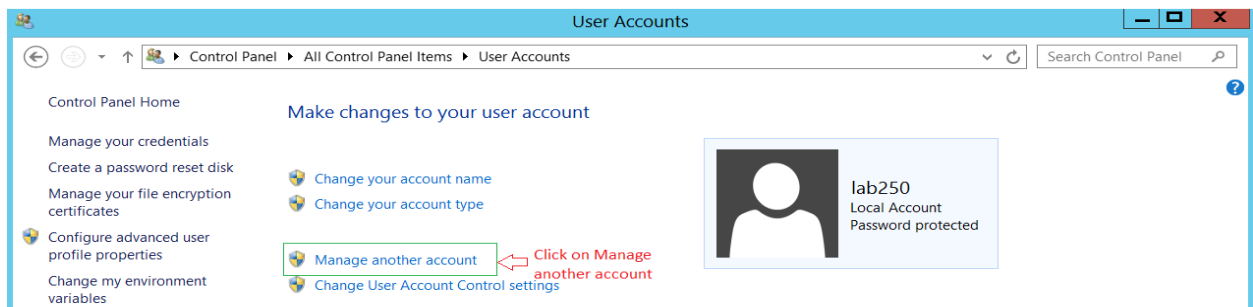 User Accounts
Control Panel ▸ All Control Panel Items ▸ User Accounts
Search Control Panel
Control Panel Home
Manage your credentials
Create a password reset disk
Manage your file encryption
certificates
Configure advanced user
profile properties
Change my environment
variables
Make changes to your user account
Change your account name
Change your account type
Manage another account
Change User Account Control settings
Click on Manage
another account
lab250
Local Account
Password protected